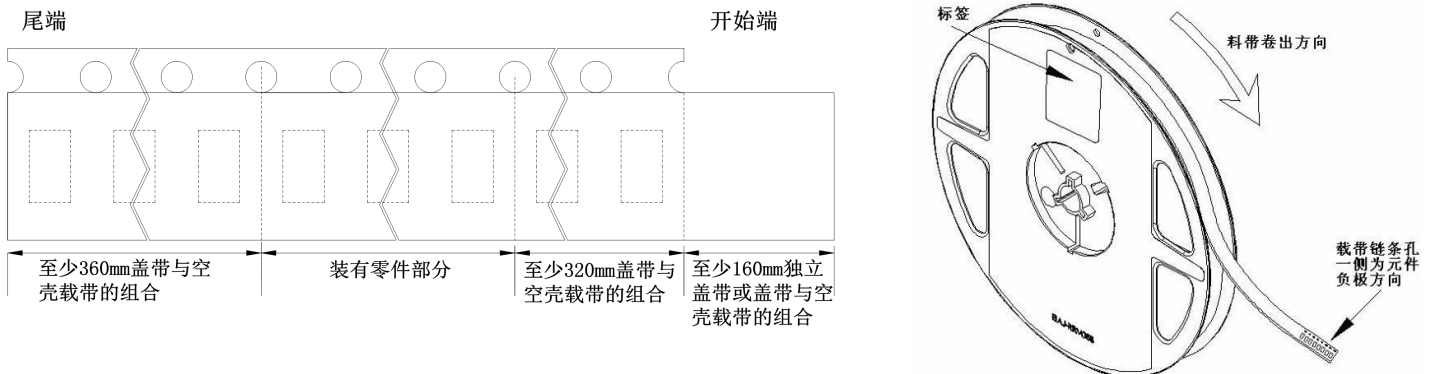 尾端
开始端
至少360mm盖带与空
壳载带的组合
装有零件部分
至少320mm盖带与
空壳载带的组合
至少160mm独立
盖带或盖带与空
壳载带的组合
标签
料带卷出方向
载带链条孔
一侧为元件
负极方向